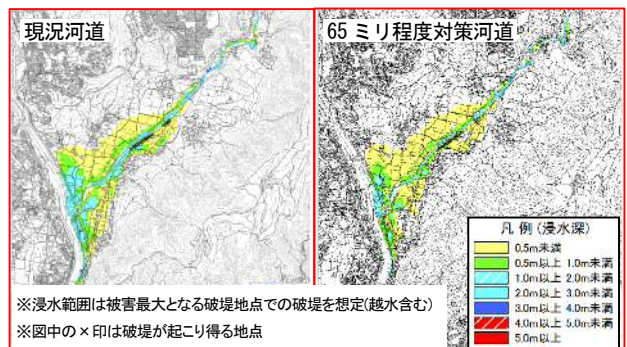 現況河道
65 ミリ程度対策河道
凡 例 (浸水深)
0.5m未満
0.5m以上 1.0m未満
1.0m以上 2.0m未満
2.0m以上 3.0m未満
3.0m以上 4.0m未満
4.0m以上 5.0m未満
5.0m以上
※浸水範囲は被害最大となる破堤地点での破堤を想定(越水含む)
※図中の×印は破堤が起こり得る地点